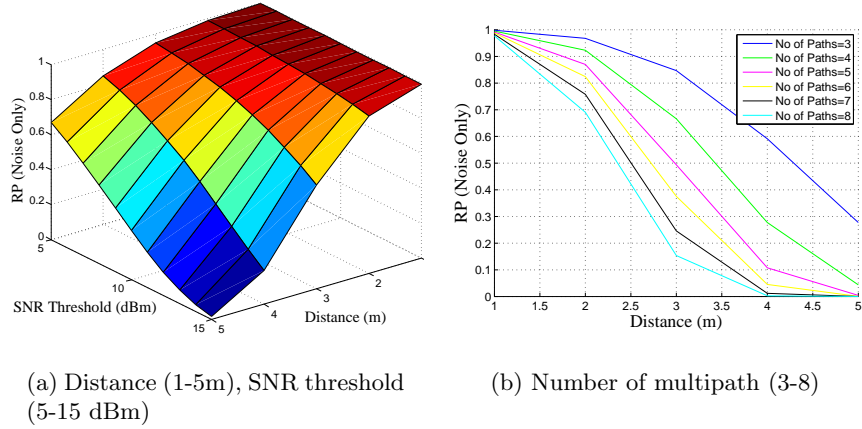 1
0.8
0.6
0.4
0.2
0
RP (Noise Only)
5
10
15
SNR Threshold (dBm)
5
4
3
2
Distance (m)
1
0.9
0.8
0.7
0.6
0.5
0.4
0.3
0.2
0.1
0
RP (Noise Only)
No of Paths=3
No of Paths=4
No of Paths=5
No of Paths=6
No of Paths=7
No of Paths=8
1 1.5 2 2.5 3 3.5 4 4.5 5
Distance (m)
(a) Distance (1-5m), SNR threshold
(5-15 dBm)
(b) Number of multipath (3-8)